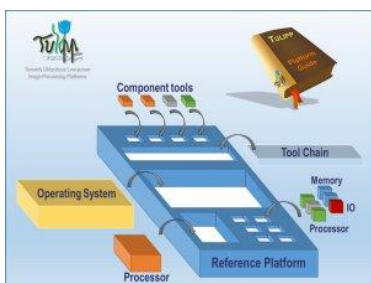 TULIPP
Towards Ubiquitous Low-power
Image Processing Platforms
TULIPP
Platform
Guide
Component tools
Tool Chain
Operating System
Memory
IO
Processor
Processor
Reference Platform